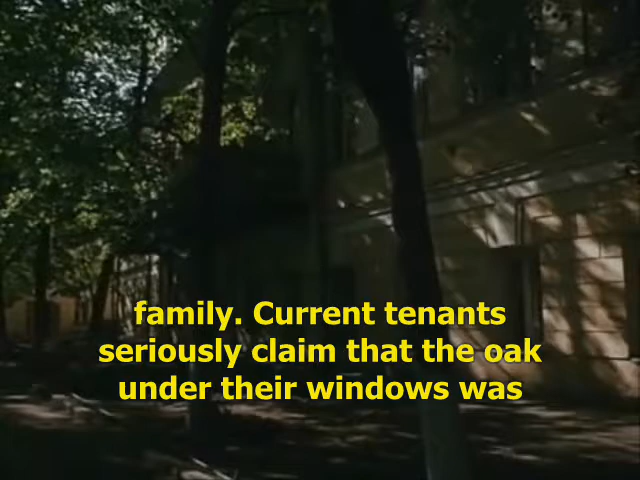 family. Current tenants
seriously claim that the oak
under their windows was